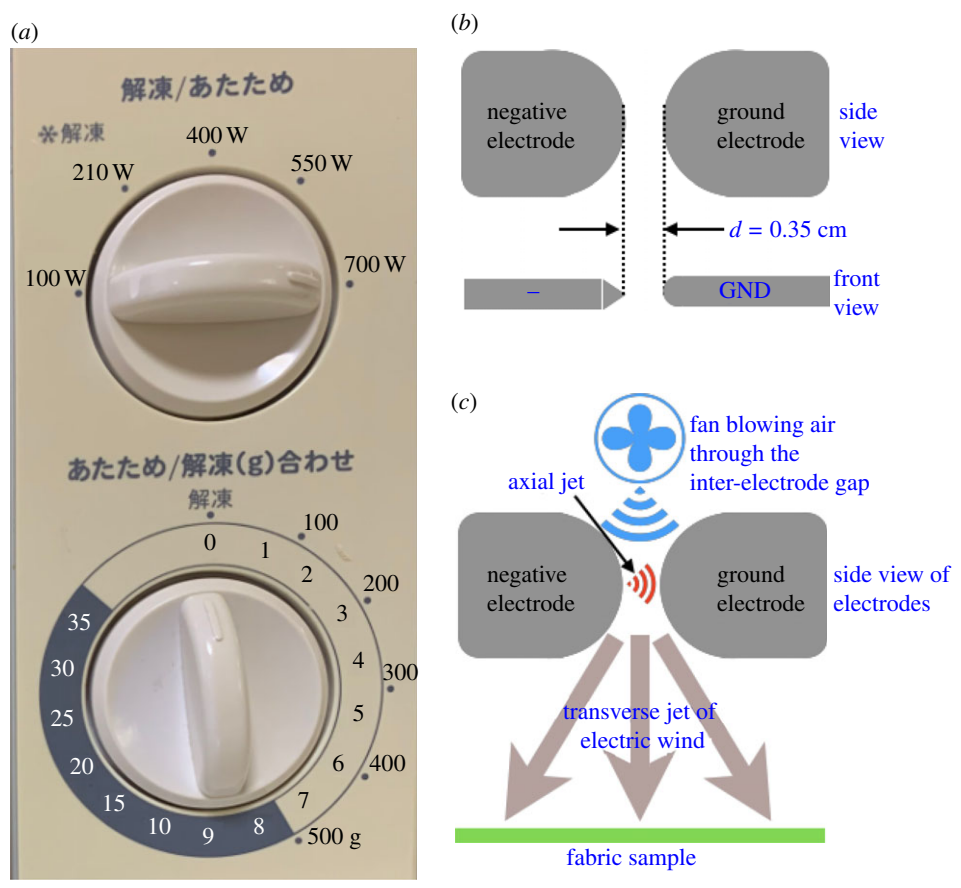 (a)
解凍/あたため
*解凍
400 W
210 W
550 W
100 W
700 W
あたため/解凍(g)合わせ
解凍
0
1
100
2
200
3
4
300
5
6
400
7
500 g
8
9
10
15
20
25
30
35
(b)
negative
electrode
ground
electrode
side
view
d = 0.35 cm
–
GND
front
view
(c)
fan blowing air
through the
inter-electrode gap
axial jet
negative
electrode
ground
electrode
side view of
electrodes
transverse jet of
electric wind
fabric sample